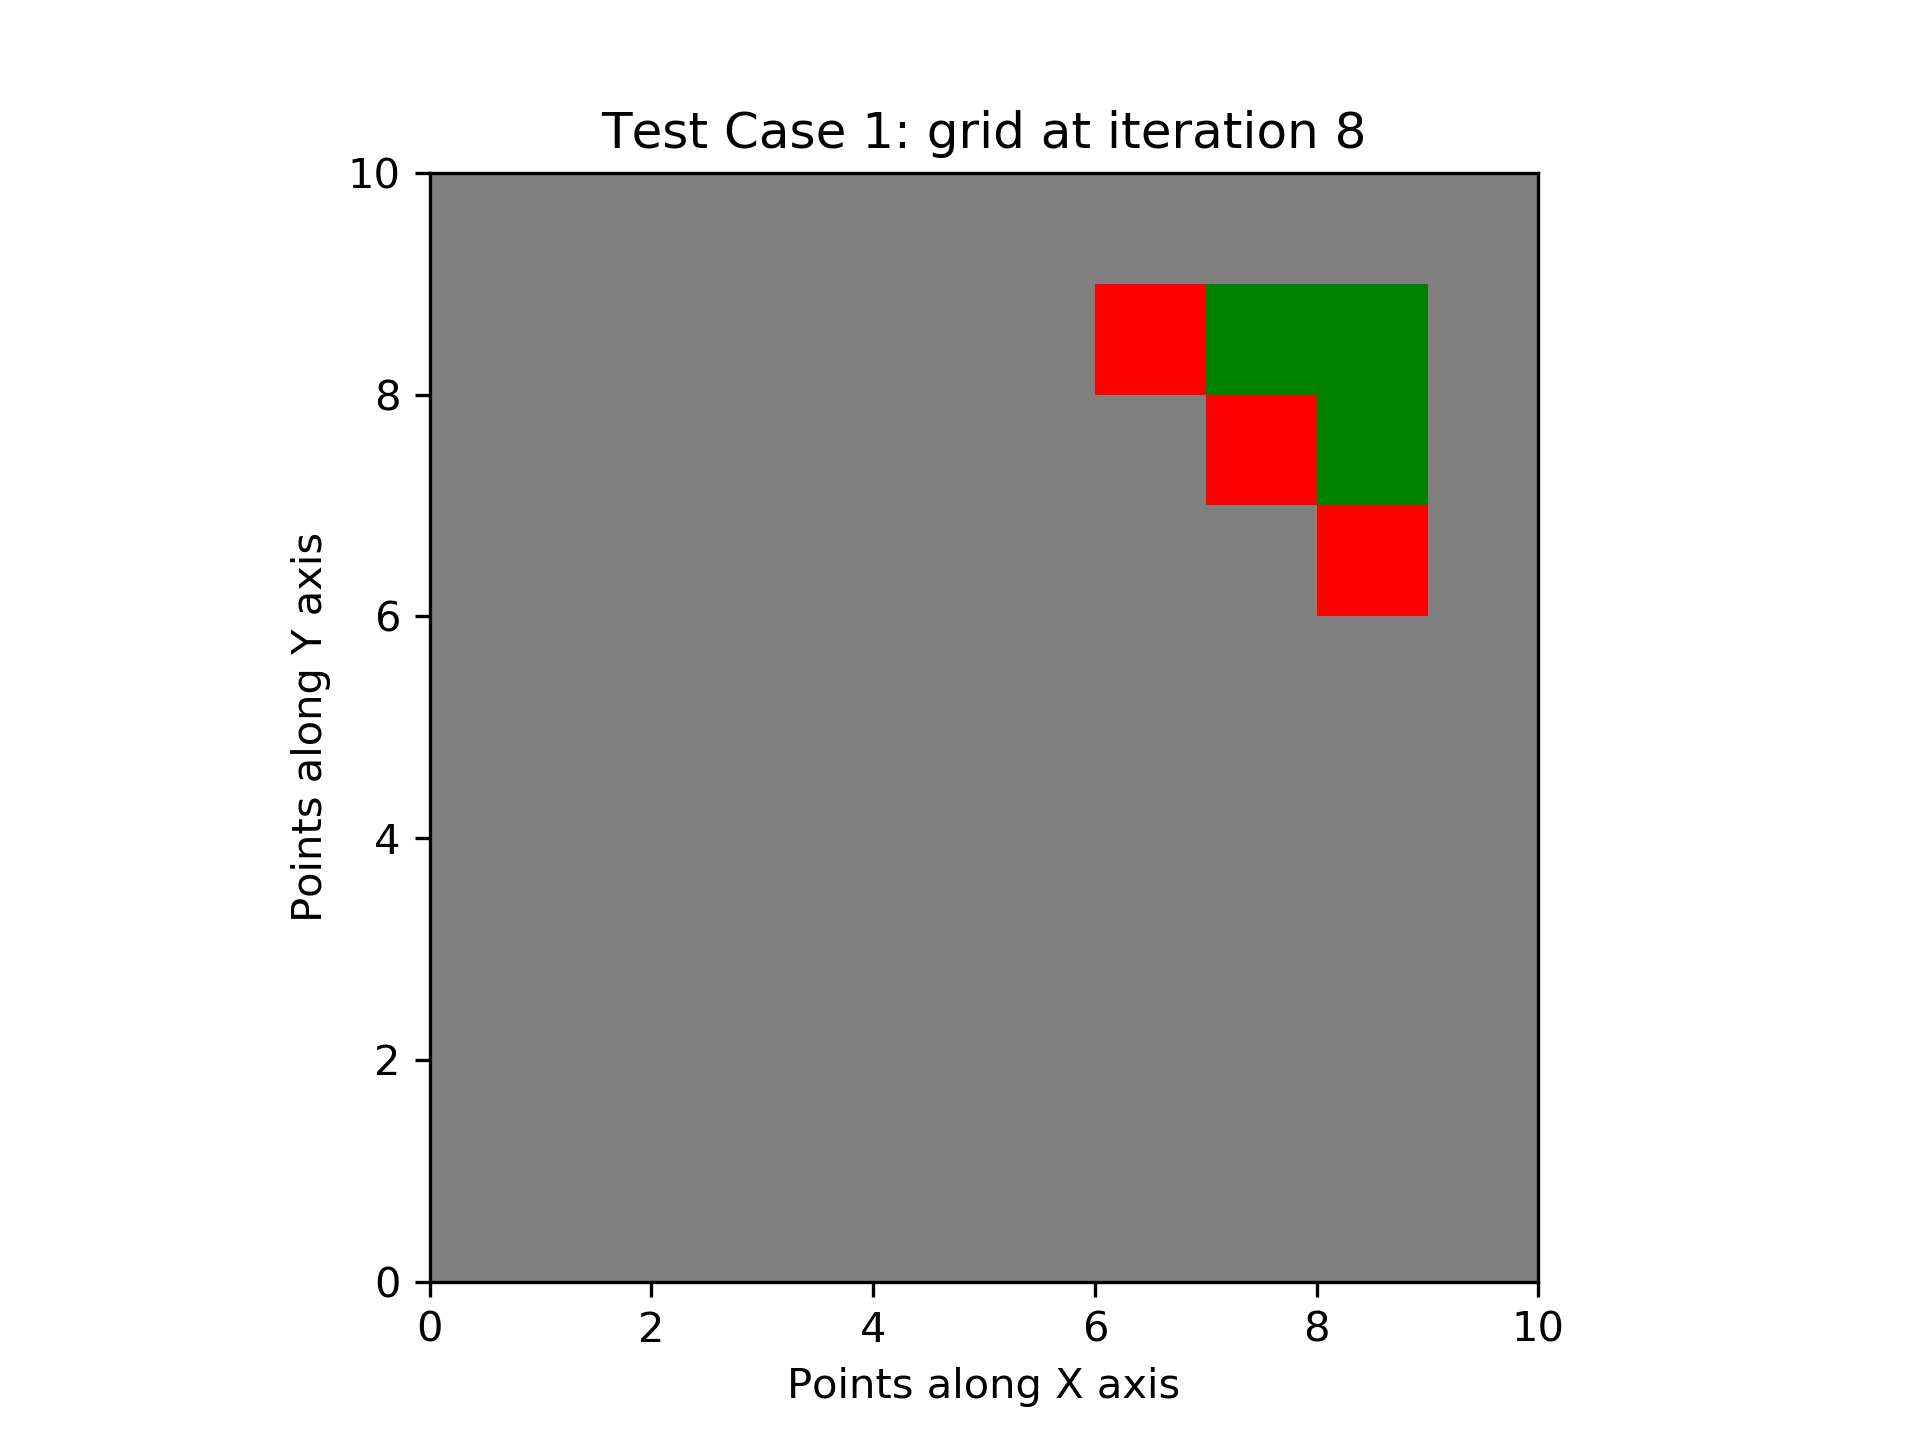 Test Case 1: grid at iteration 8
10
8
6
4
2
0
Points along Y axis
0 2 4 6 8 10
Points along X axis